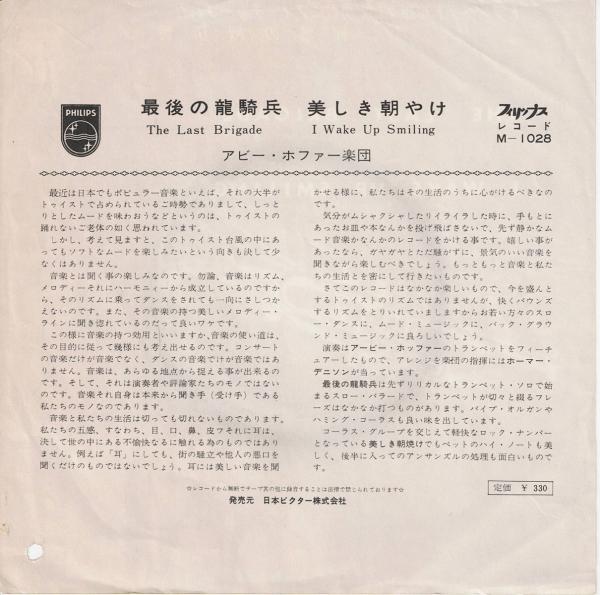 PHILIPS
最後の龍騎兵　美しき朝やけ
The Last Brigade　I Wake Up Smiling
アビー・ホファー楽団
フィリップス
レコード
M－1028
最近は日本でもポピュラー音楽といえば、それの大半が
トゥイストで占められているご時勢でありまして、しっと
りとしたムードを味わおうなどというのは、トゥイストの
踊れないご老体の如く思われています。
しかし、考えて見ますと、このトゥイスト台風の中にあ
ってもソフトなムードを楽しみたいという向きも決して少
なくはありません。
音楽とは聞く事の楽しみなのです。勿論、音楽はリズム、
メロディーそれにハーモニィーから成立しているのですか
ら、そのリズムに乗ってダンスをされても一向にさしつか
えないのです。また、その音楽の持つ美しいメロディー・
ラインに聞き惚れているのだって良いワケです。
この様に音楽の持つ効用といいますか、音楽の使い道は、
その目的に従って幾様にも考え出せるのです。コンサート
の音楽だけが音楽でなく、ダンスの音楽でけが音楽ではあ
りません。音楽は、あらゆる地点から捉える事が出来るの
です。そして、それは演奏者や評論家たちのモノではない
のです。音楽それ自身は本来から聞き手（受け手）である
私たちのモノなのであります。
音楽と私たちの生活は切っても切れないものであります。
私たちの五感、すなわち、目、口、鼻、皮フそれに耳は、
決して世の中にある不愉快なるに触れる為のものではあり
ません。例えば「耳」にしても、街の騒立や他人の悪口を
聞くだけのものではないでしょう。耳には美しい音楽を聞
かせる様に、私たちはその生活のうちに心がけるべきなの
です。
気分がムシャクシャしたりイライラした時に、手もとに
あったお皿や本なんかを投げ飛ばさないで、先ず静かなム
ード音楽かなんかのレコードをかける事です。嬉しい事が
あったなら、ガヤガヤとただ騒がずに、景気のいい音楽を
聞きながら楽しむべきでしょう。もっともっと音楽と私た
ちの生活とを密にして行きたいものです。
さてこのレコードはなかなか楽しいもので、今を盛んと
するトゥイストのリズムではありませんが、快くバウンズ
するリズムをとりいれていましますからお若い方々のスロ
ー・ダンスに、ムード・ミュージックに、バック・グラウ
ンド・ミュージックに良ろしいでしょう。
演奏はアービー・ホッファーのトランペットをフィーチ
ュアーしたもので、アレンジを楽団の指揮にはホーマー・
デニソンが当っています。
最後の龍騎兵は先ずリリカルなトランペット・ソロで始
まるスロー・バラードで、トランペットが切々と綴るフレ
ーズはなかなか打つものがあります。パイプ・オルガンや
ハミング・コーラスも良い味を出しています。
コーラス・グループを交じえて軽快なロック・ナンバー
となっている美しき朝焼けでもペットのハイ・ノートも美
しく、後半に入ってのアンサンズルの処理も面白いもので
す。
☆レコードから無断でテープ其の他に録音することは法律で禁じられております☆
発売元　日本ビクター株式会社
定価　￥330